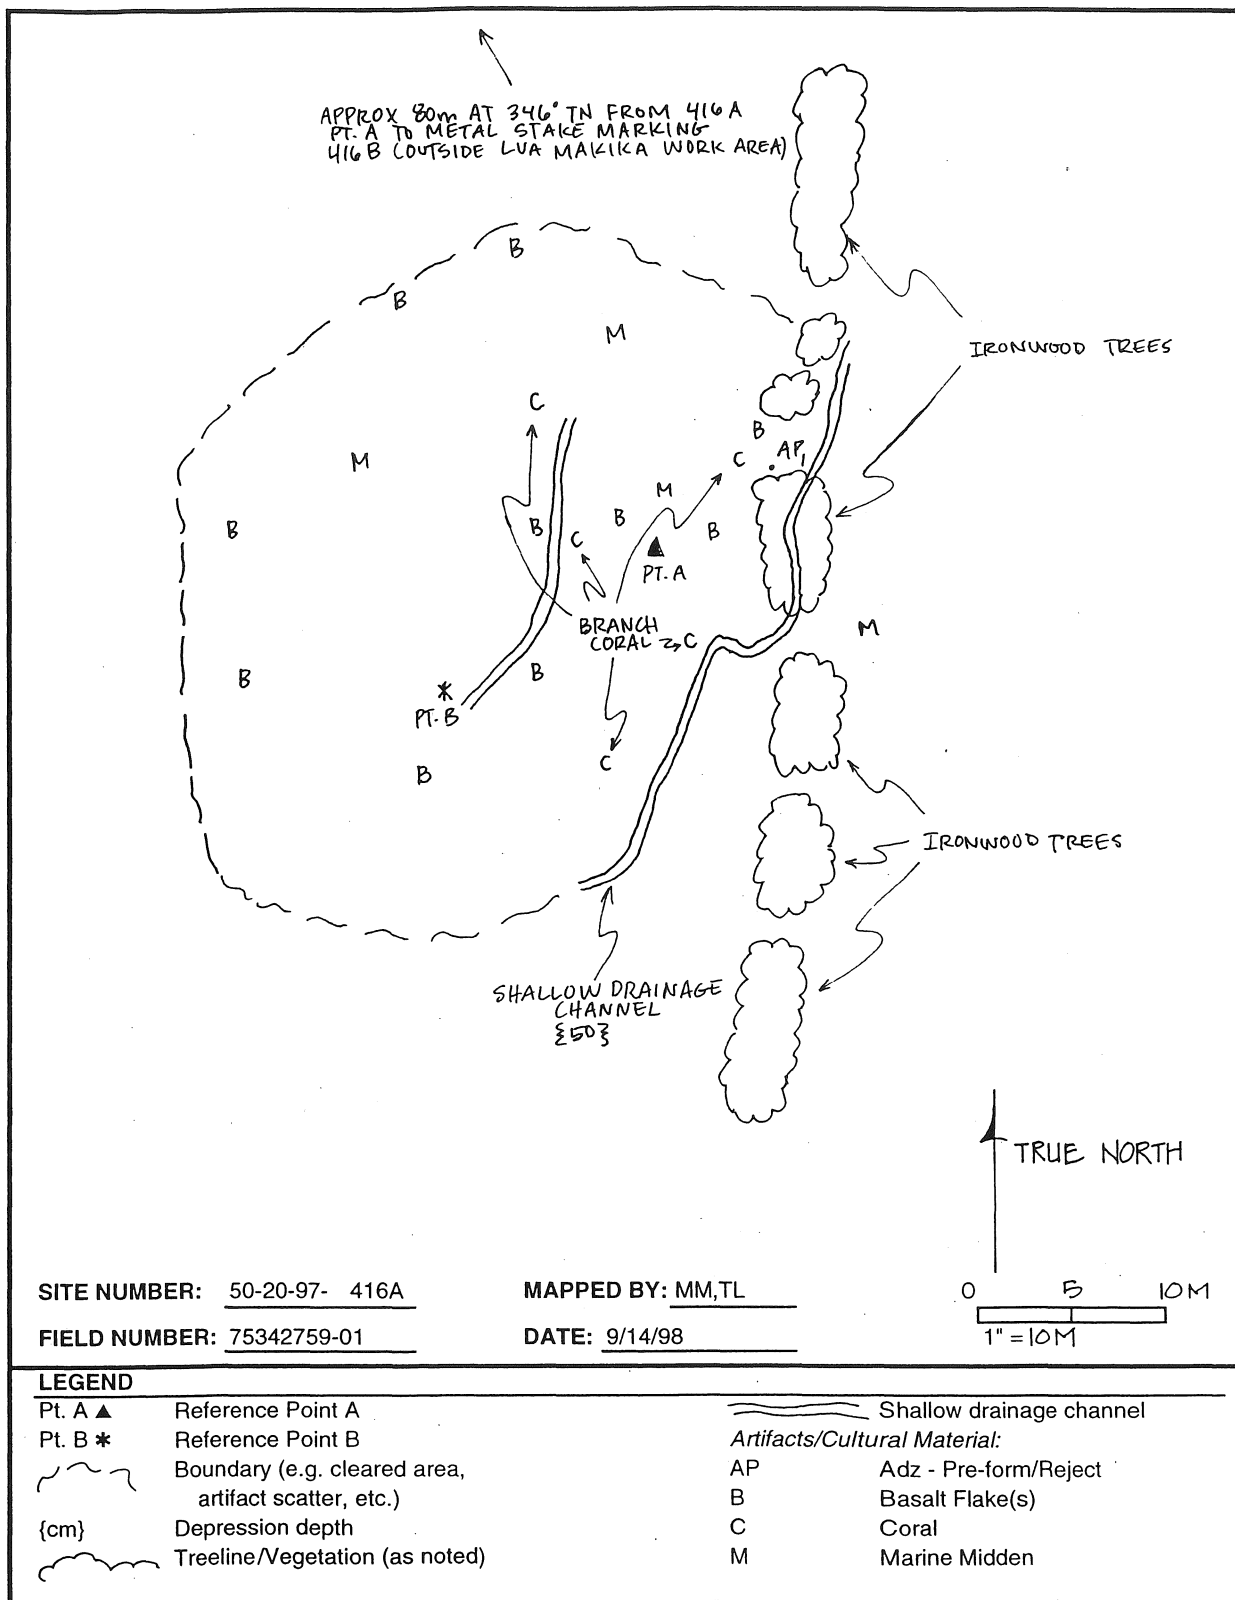 APPROX 80m AT 346° TN FROM 416A
PT. A TO METAL STAKE MARKING
416B (OUTSIDE LUA MAKIKA WORK AREA)
B
B
M
IRONWOOD TREES
C
B
M
C
AP1
M
B
B
B
B
C
PT. A
BRANCH
CORAL
C
M
B
B
PT. B
C
B
IRONWOOD TREES
SHALLOW DRAINAGE
CHANNEL
{50}
TRUE NORTH
SITE NUMBER: 50-20-97- 416A
MAPPED BY: MM,TL
0 5 10M
FIELD NUMBER: 75342759-01
DATE: 9/14/98
1" = 10M
LEGEND
Pt. A ▲ Reference Point A
Pt. B * Reference Point B
Boundary (e.g. cleared area,
artifact scatter, etc.)
{cm} Depression depth
Treeline/Vegetation (as noted)
Shallow drainage channel
Artifacts/Cultural Material:
AP Adz - Pre-form/Reject
B Basalt Flake(s)
C Coral
M Marine Midden